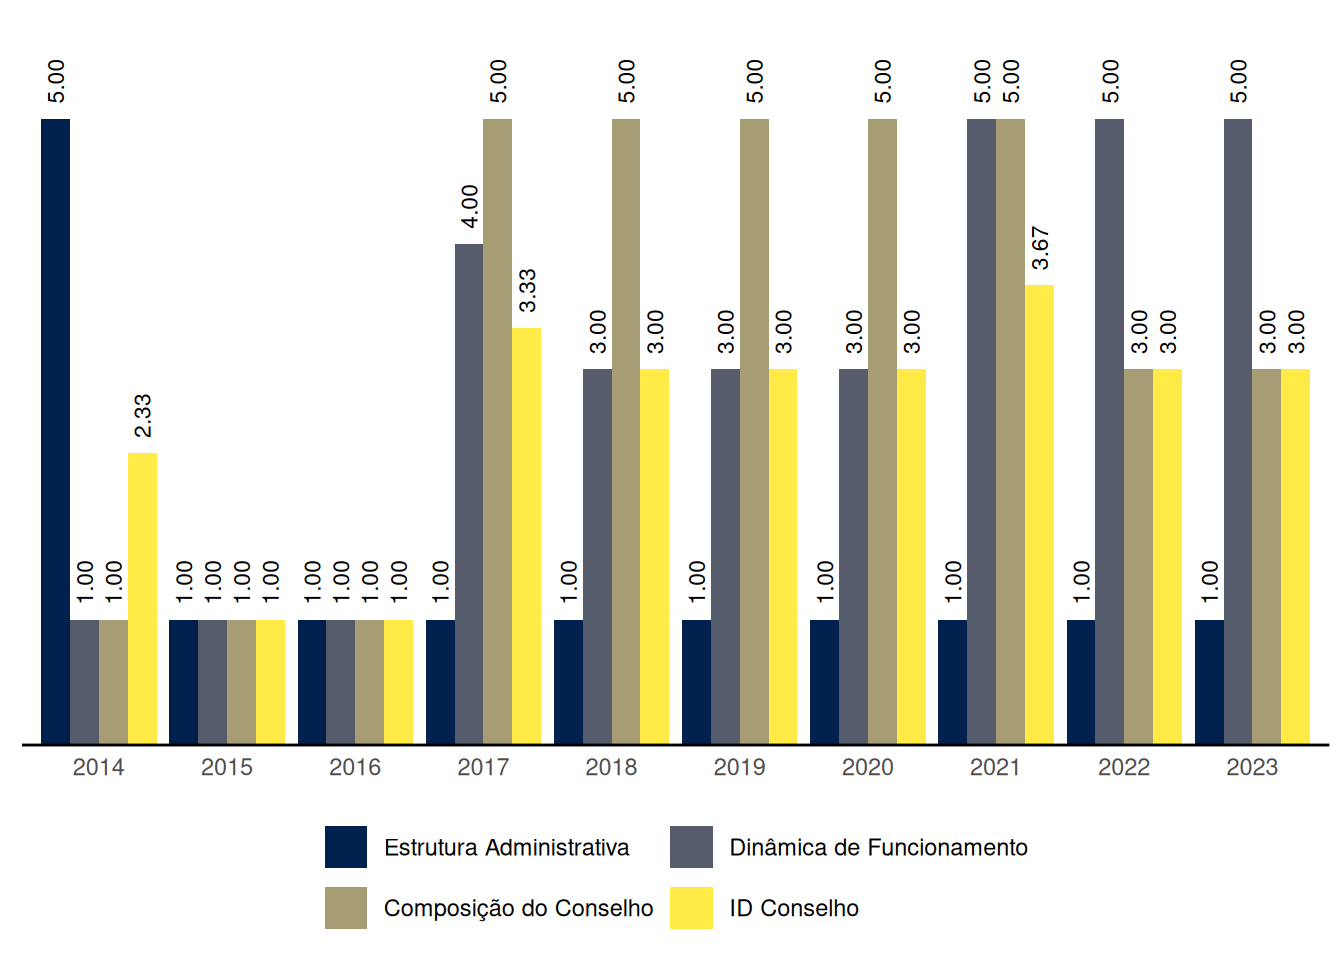 5.00 1.00 1.00 2.33
1.00 1.00 1.00 1.00
1.00 1.00 1.00 1.00
1.00 4.00 5.00 3.33
1.00 3.00 5.00 3.00
1.00 3.00 5.00 3.00
1.00 3.00 5.00 3.00
1.00 5.00 5.00 3.67
1.00 5.00 3.00 3.00
1.00 5.00 3.00 3.00
2014 2015 2016 2017 2018 2019 2020 2021 2022 2023
Estrutura Administrativa Dinâmica de Funcionamento
Composição do Conselho ID Conselho